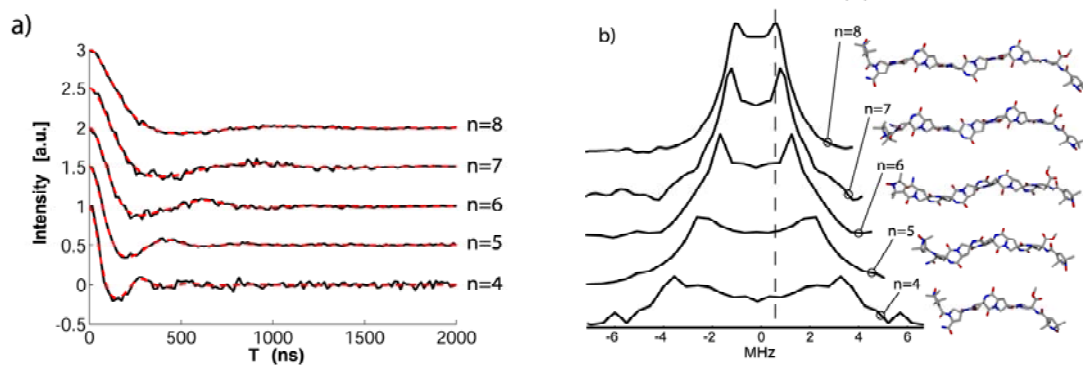 a)
3
2.5
2
1.5
1
0.5
0
-0.5
Intensity [a.u.]
n=8
n=7
n=6
n=5
n=4
0
500
1000
1500
2000
T (ns)
b)
n=8
n=7
n=6
n=5
n=4
-6
-4
-2
0
2
4
6
MHz